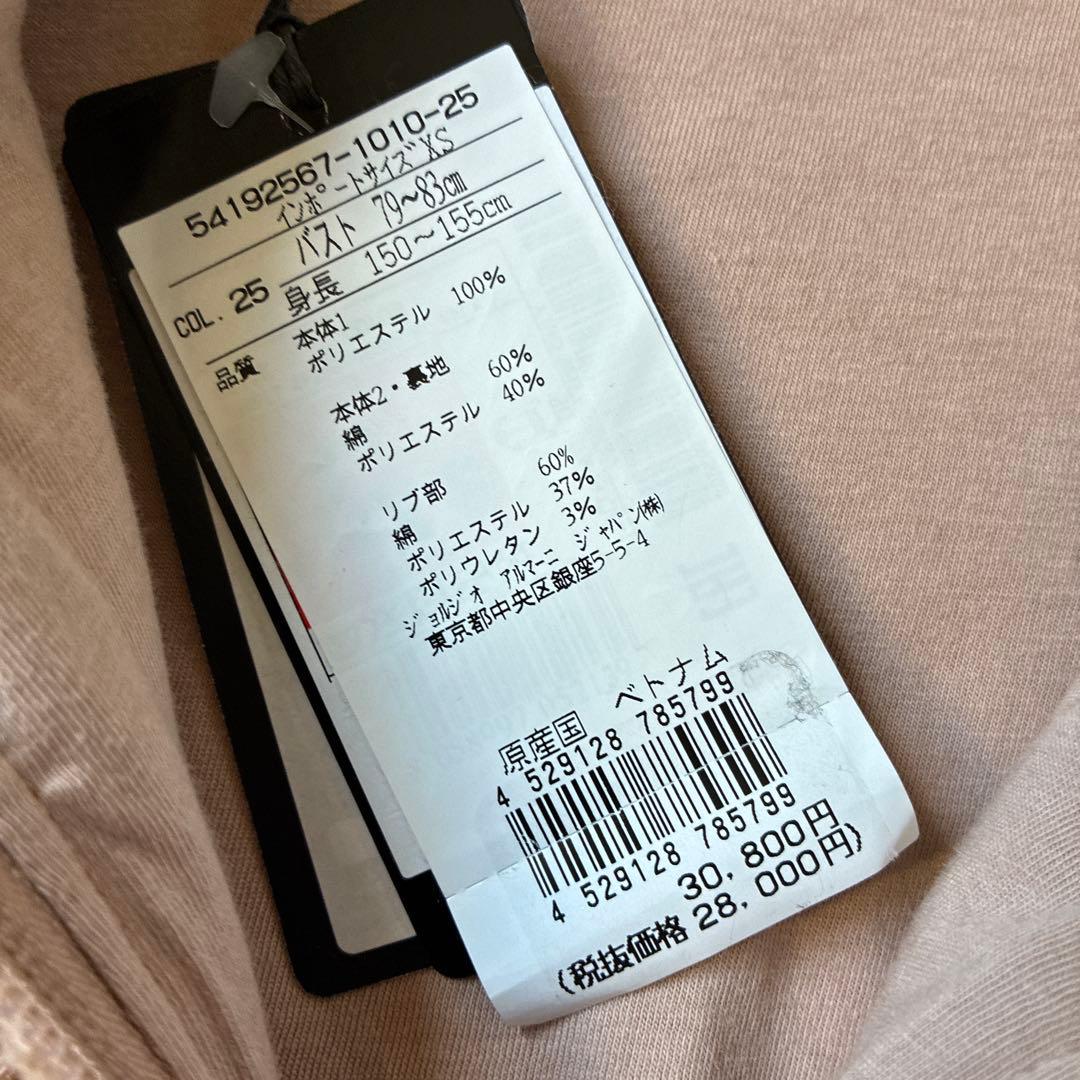 54192567-1010-25
インポートサイズ XS
バスト 79～83cm
COL. 25 身長 150～155cm
品質 本体1
ポリエステル 100%
本体2・裏地
綿 60%
ポリエステル 40%
リブ部
綿 60%
ポリエステル 37%
ポリウレタン 3%
ジョルジオ アルマーニ ジャパン(株)
東京都中央区銀座5-5-4
原産国 ベトナム
4 529128 785799
4 529128 785799
30,800円
(税抜価格 28,000円)